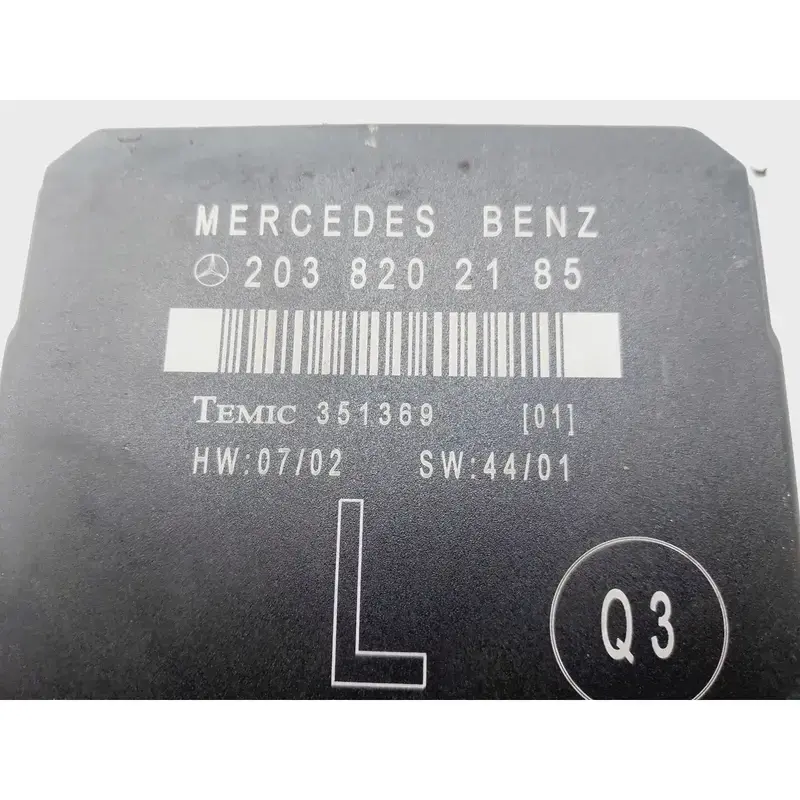 MERCEDES BENZ
203 820 21 85
TEMIC 351369 [01]
HW:07/02 SW:44/01
L
Q3